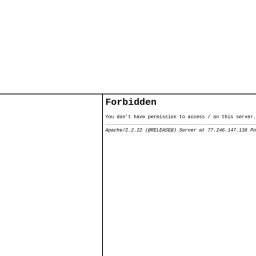 Forbidden
You don't have permission to access / on this server.
Apache/2.2.22 (@RELEASE@) Server at 77.246.147.136 Po